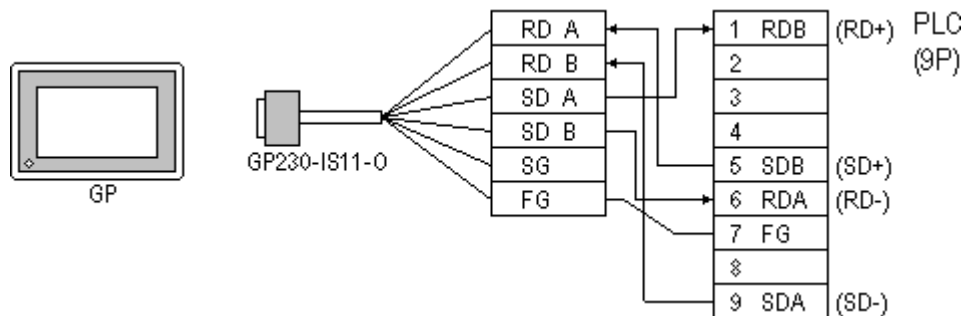 RD A
RD B
SD A
SD B
SG
FG
1 RDB (RD+)
2
3
4
5 SDB (SD+)
6 RDA (RD-)
7 FG
8
9 SDA (SD-)
PLC
(9P)
GP230-IS11-O
GP